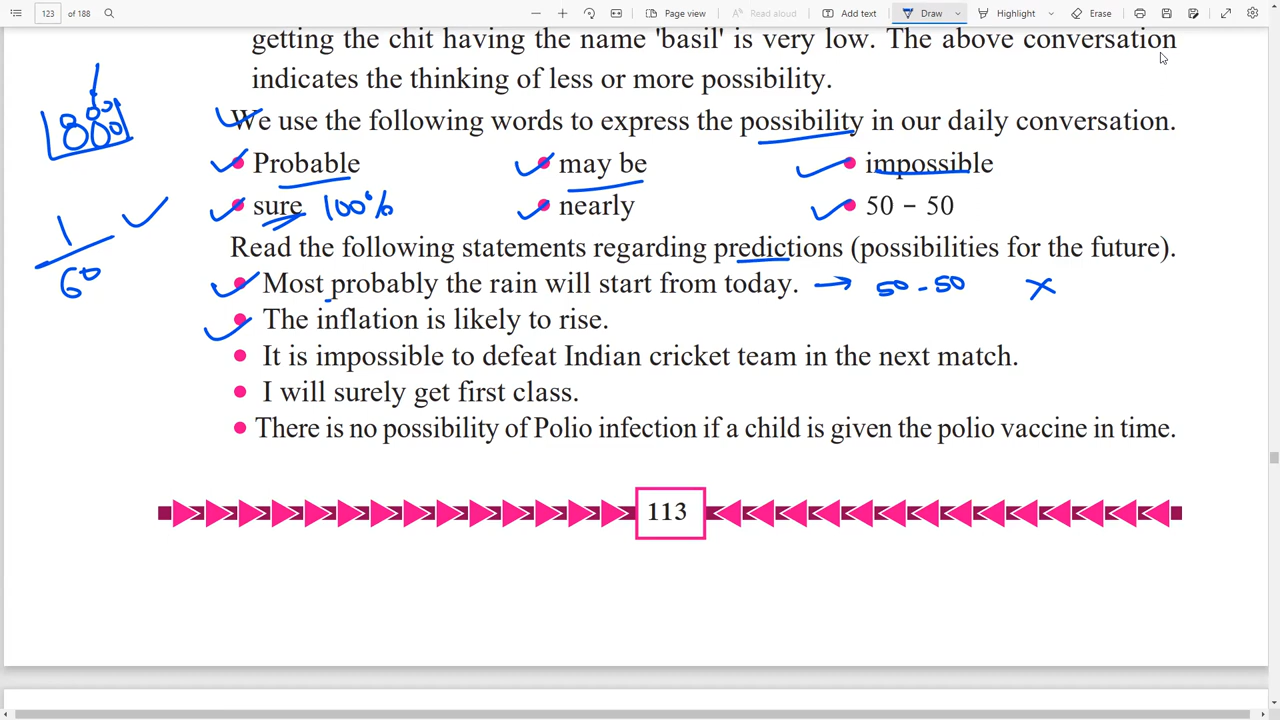 123 of 188 Page view Read aloud Add text Draw Highlight Erase
getting the chit having the name 'basil' is very low. The above conversation
indicates the thinking of less or more possibility.
We use the following words to express the possibility in our daily conversation.
• Probable • may be • impossible
• sure 100% • nearly • 50 – 50
1
60
Read the following statements regarding predictions (possibilities for the future).
• Most probably the rain will start from today. → 50 - 50 x
• The inflation is likely to rise.
• It is impossible to defeat Indian cricket team in the next match.
• I will surely get first class.
• There is no possibility of Polio infection if a child is given the polio vaccine in time.
113